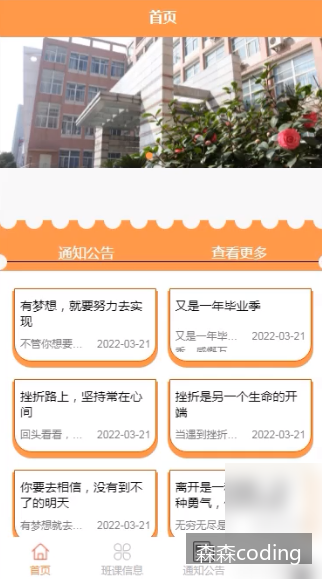 首页
通知公告 查看更多
有梦想，就要努力去实
现
不管你想要... 2022-03-21
又是一年毕业季
又是一年毕... 2022-03-21
挫折路上，坚持常在心
间
回头看看，... 2022-03-21
挫折是另一个生命的开
端
当遇到挫折... 2022-03-21
你要去相信，没有到不
了的明天
有梦想就去...
离开是一
种勇气，
无穷无尽是
首页 班课信息 通知公告
森森coding